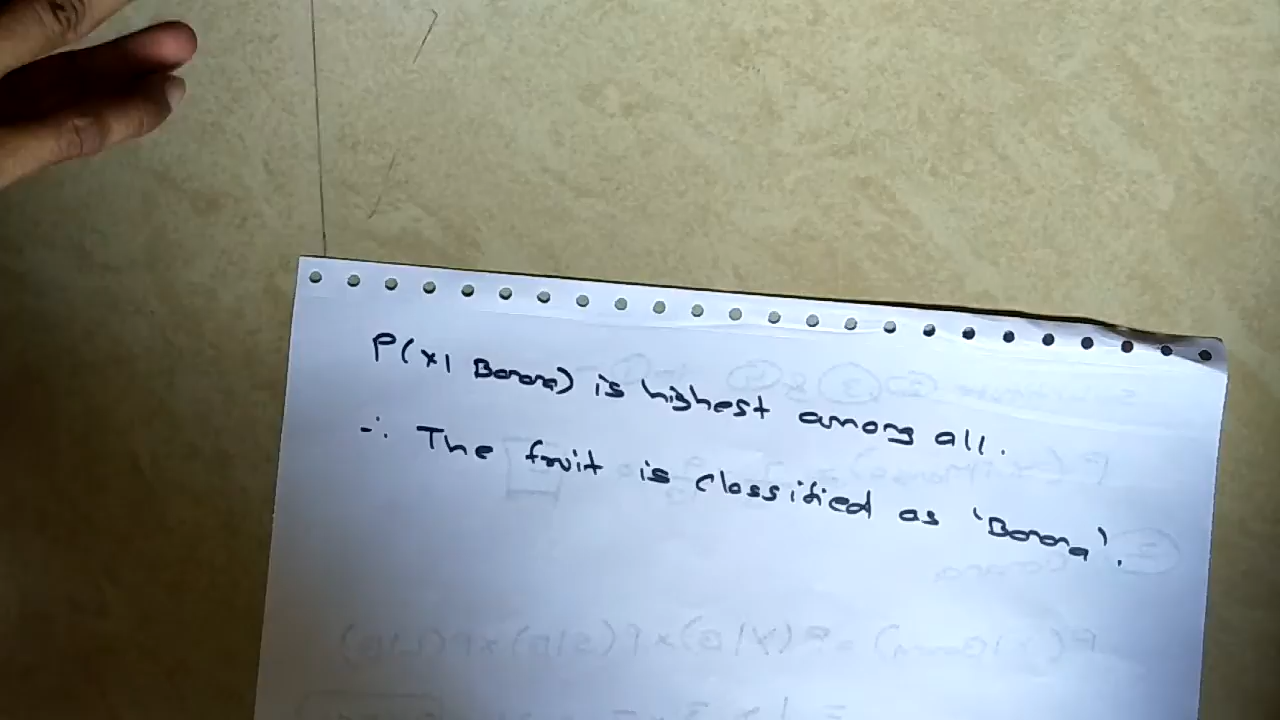 P(x| Banana) is highest among all.
∴ The fruit is classified as 'Banana'.